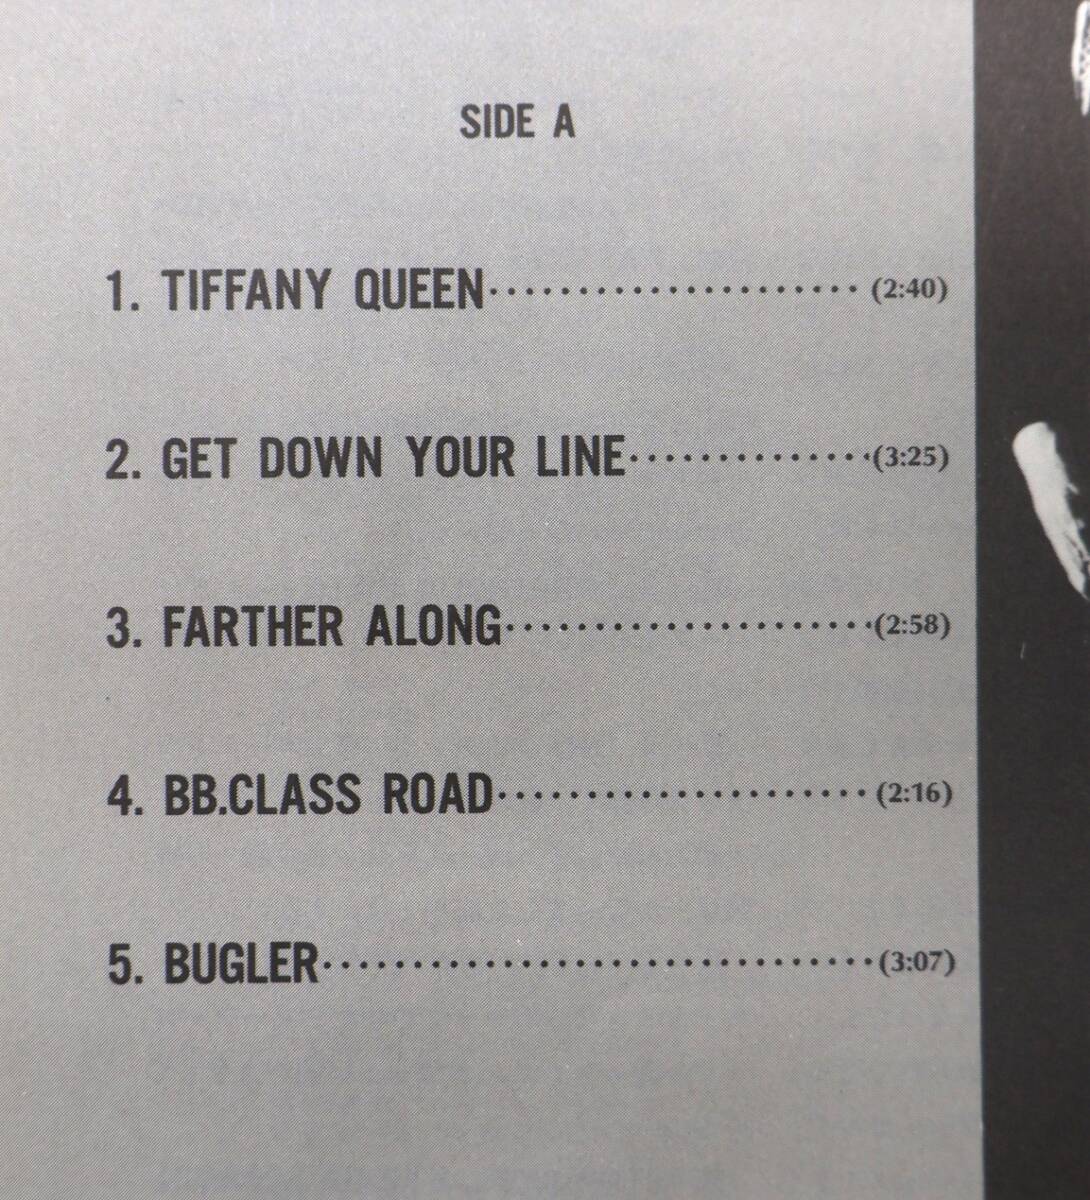 SIDE A
1. TIFFANY QUEEN····················· (2:40)
2. GET DOWN YOUR LINE··············(3:25)
3. FARTHER ALONG·····················(2:58)
4. BB.CLASS ROAD····················· (2:16)
5. BUGLER·······························(3:07)